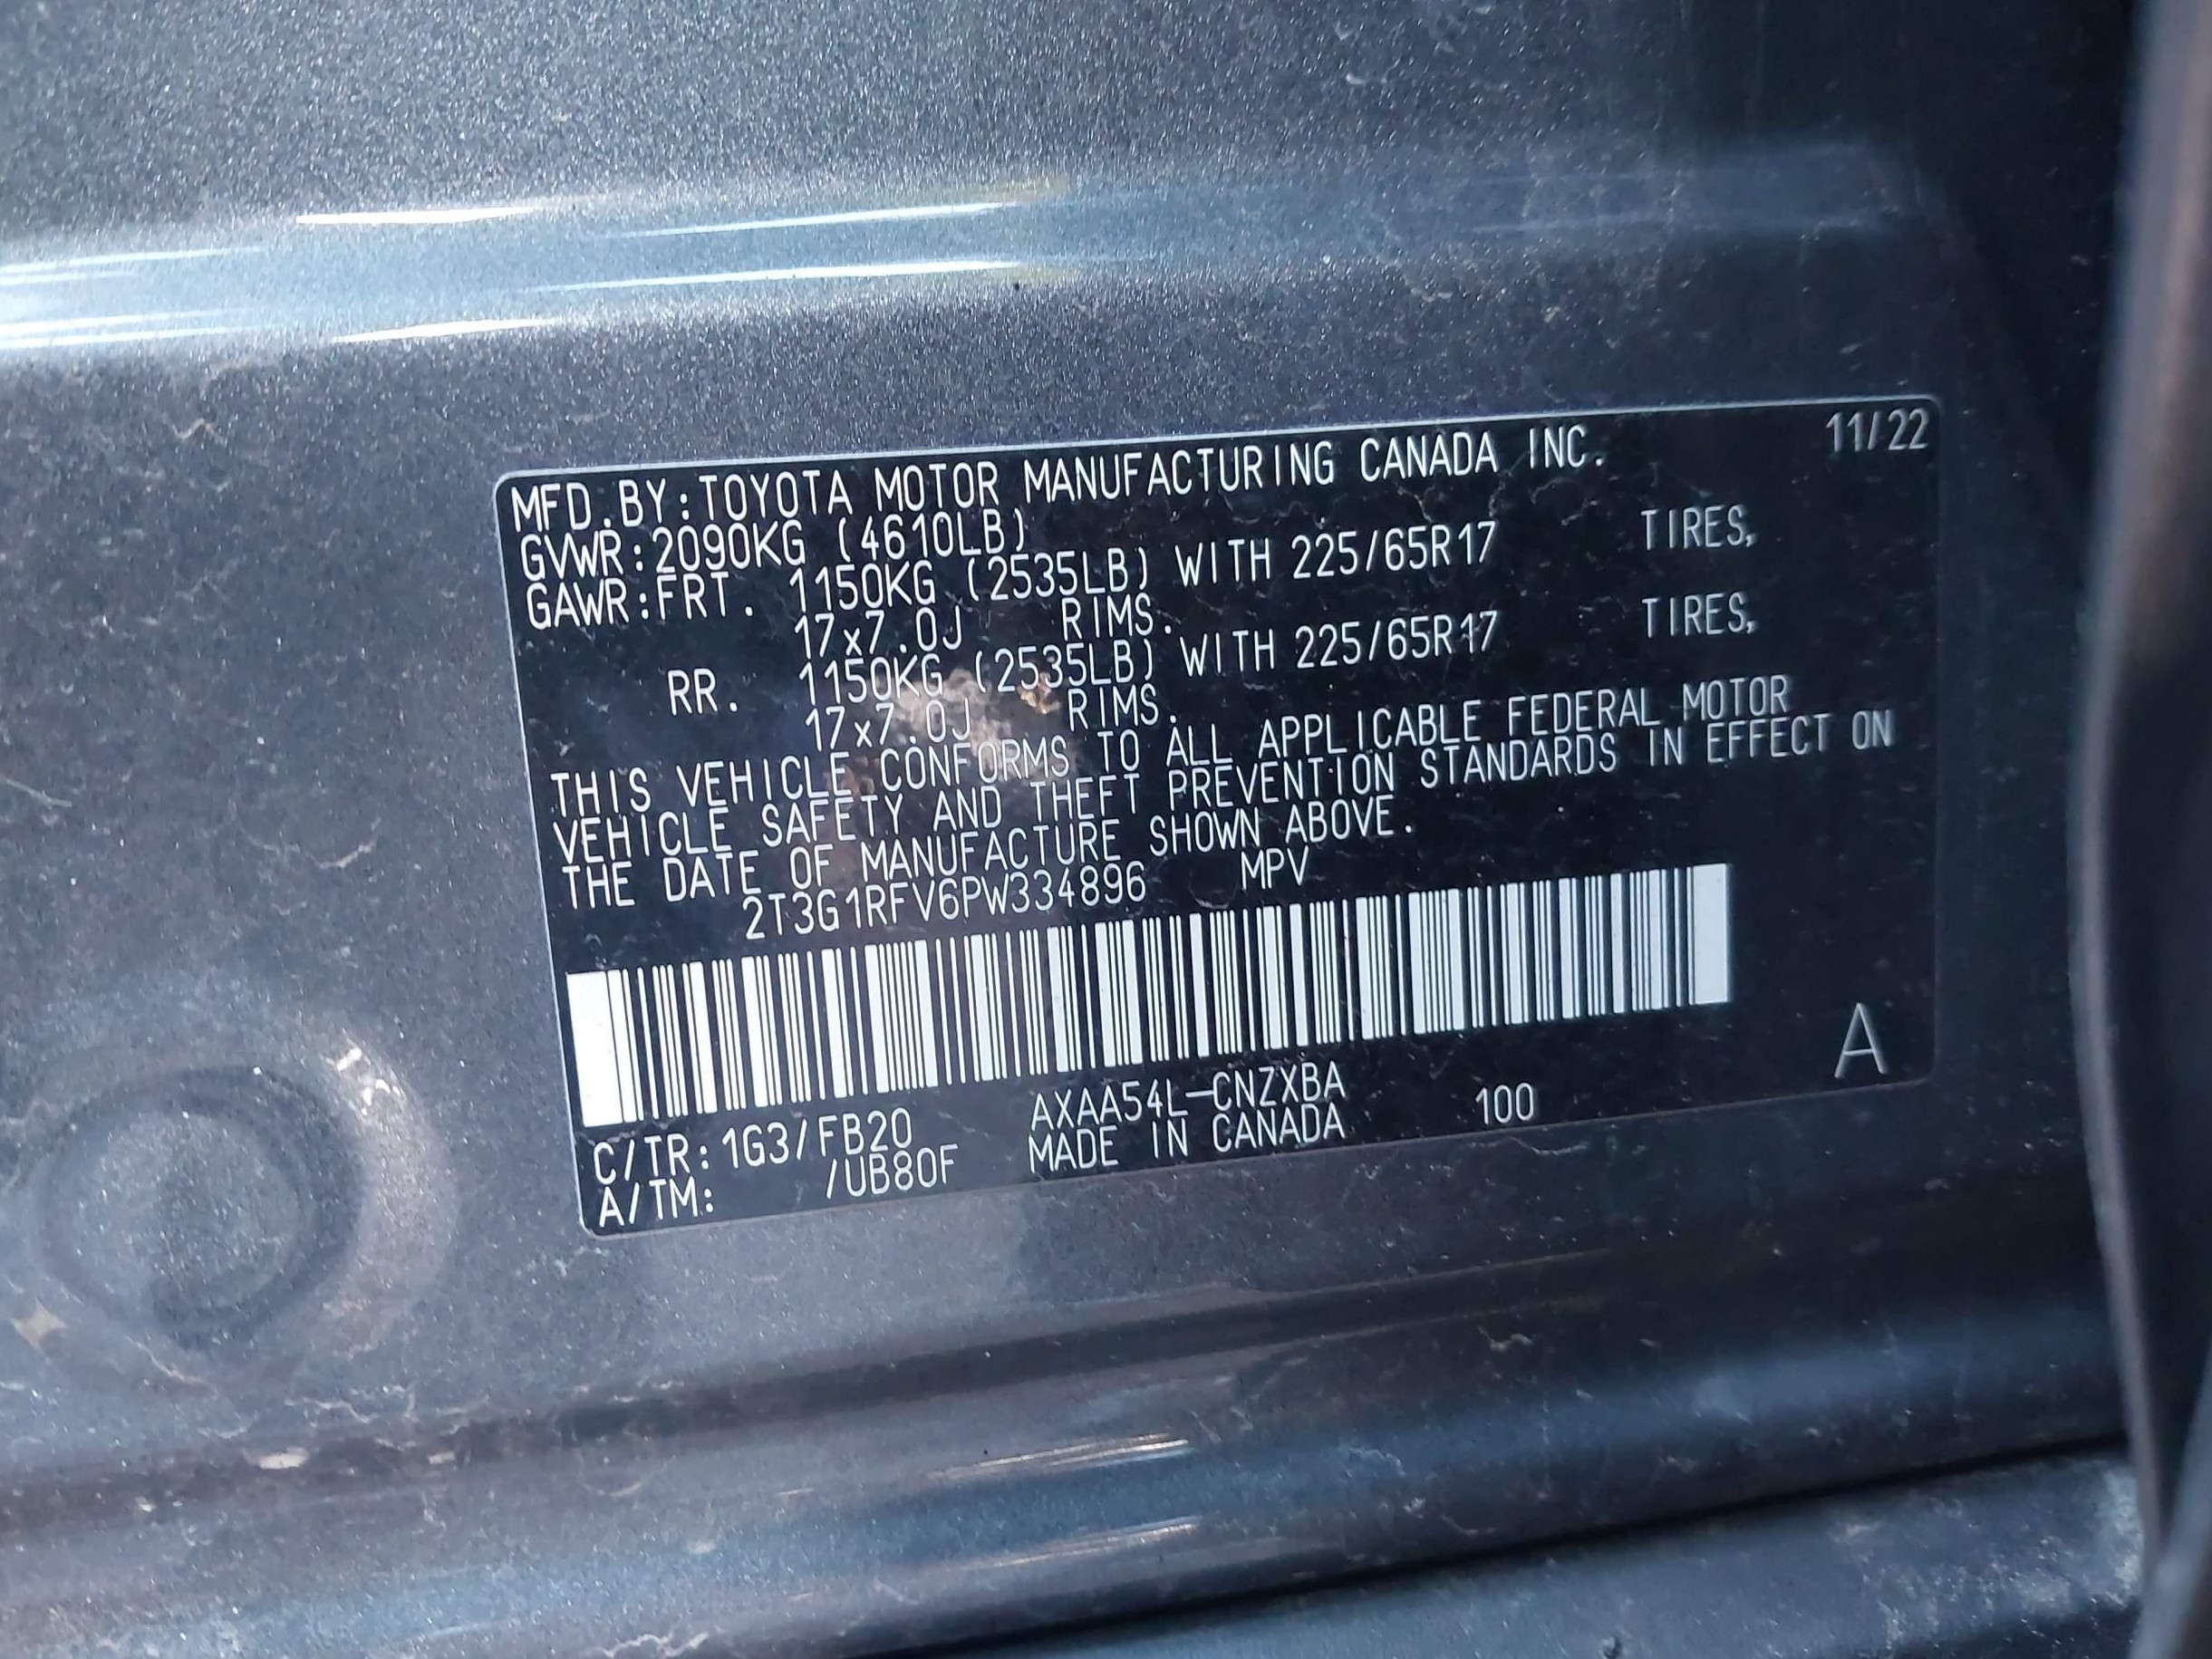 11/22
MFD.BY:TOYOTA MOTOR MANUFACTURING CANADA INC.
GVWR:2090KG (4610LB)
GAWR:FRT. 1150KG (2535LB) WITH 225/65R17 TIRES,
17x7.0J RIMS.
RR. 1150KG (2535LB) WITH 225/65R17 TIRES,
17x7.0J RIMS.
THIS VEHICLE CONFORMS TO ALL APPLICABLE FEDERAL MOTOR
VEHICLE SAFETY AND THEFT PREVENTION STANDARDS IN EFFECT ON
THE DATE OF MANUFACTURE SHOWN ABOVE.
2T3G1RFV6PW334896 MPV
C/TR:1G3/FB20 AXAA54L-CNZXBA
A/TM: /UB80F MADE IN CANADA 100
A